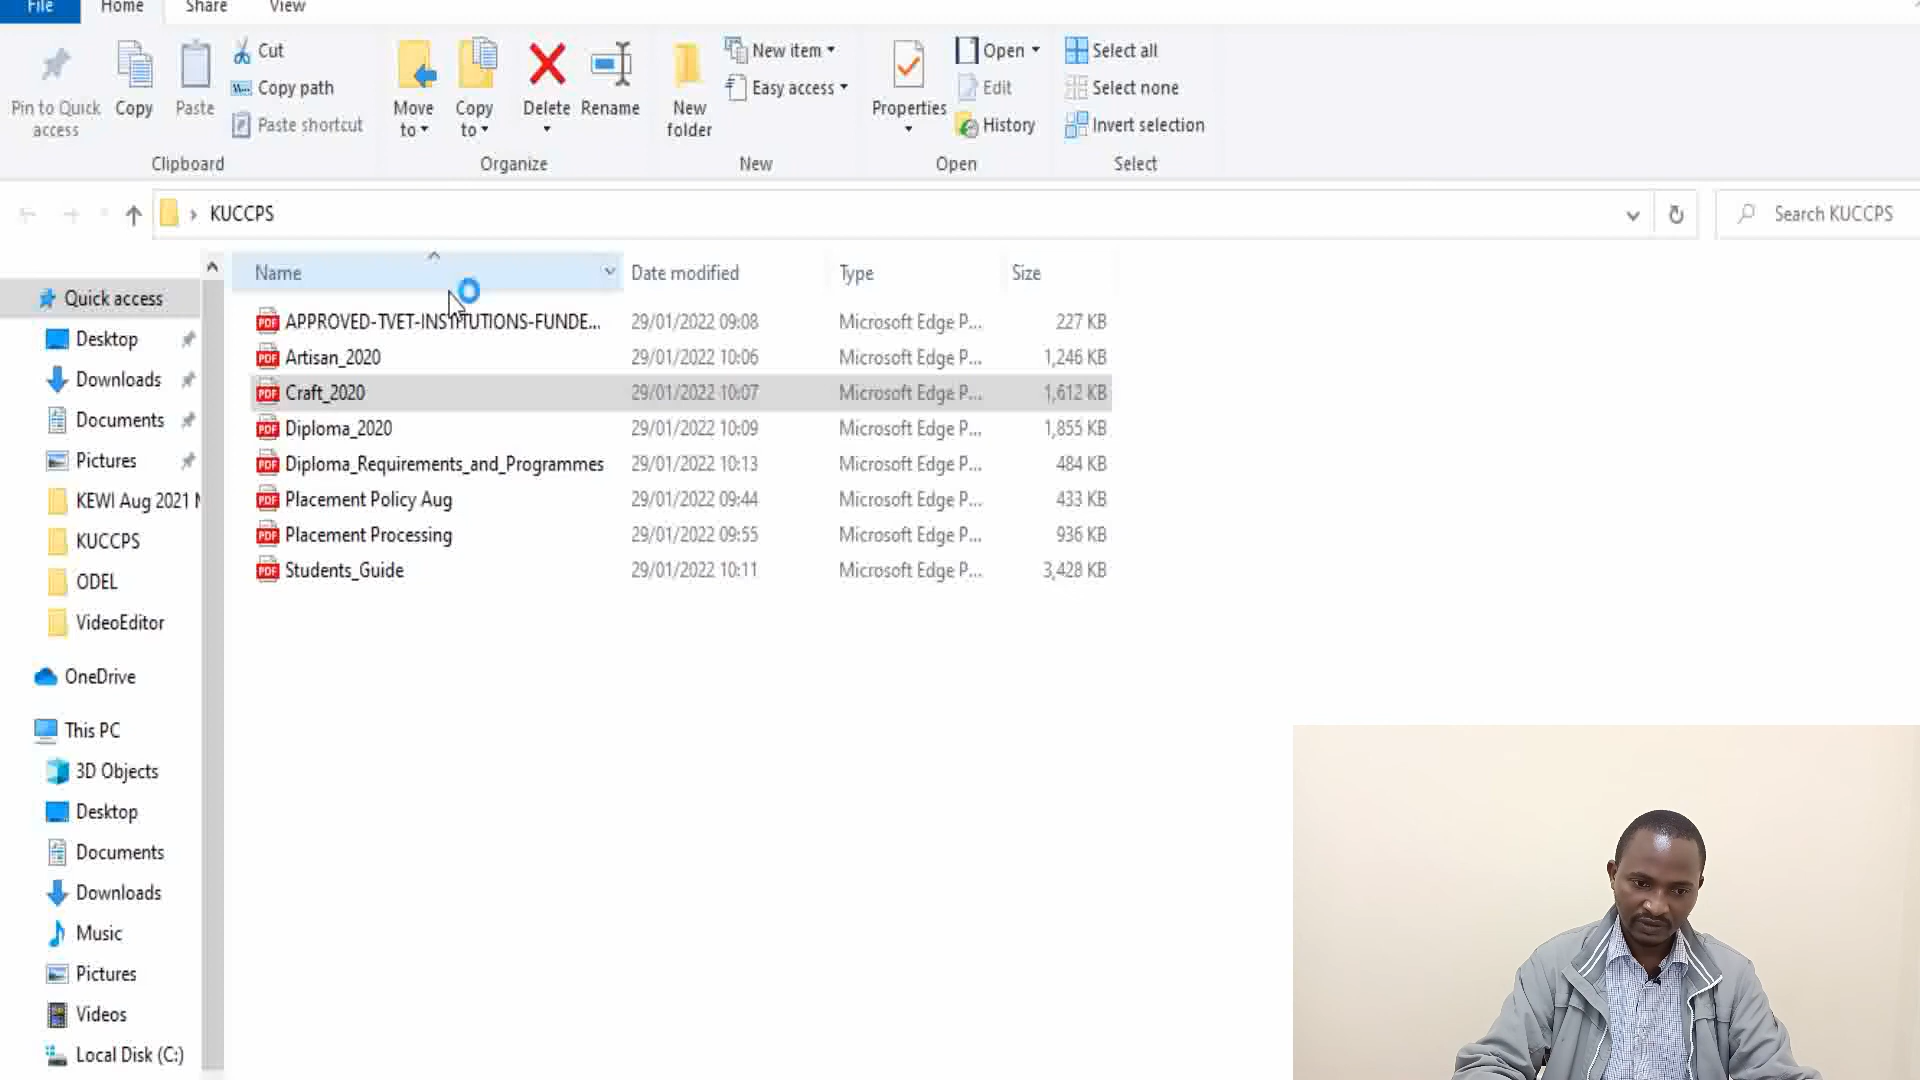 File Home Share View
Pin to Quick access
Copy
Paste
Cut
Copy path
Paste shortcut
Clipboard
Move to
Copy to
Delete
Rename
Organize
New folder
New item
Easy access
New
Properties
Open
Edit
History
Open
Select all
Select none
Invert selection
Select
KUCCPS
Search KUCCPS
Quick access
Desktop
Downloads
Documents
Pictures
KEWI Aug 2021
KUCCPS
ODEL
VideoEditor
OneDrive
This PC
3D Objects
Desktop
Documents
Downloads
Music
Pictures
Videos
Local Disk (C:)
Name Date modified Type Size
APPROVED-TVET-INSTITUTIONS-FUNDE... 29/01/2022 09:08 Microsoft Edge P... 227 KB
Artisan_2020 29/01/2022 10:06 Microsoft Edge P... 1,246 KB
Craft_2020 29/01/2022 10:07 Microsoft Edge P... 1,612 KB
Diploma_2020 29/01/2022 10:09 Microsoft Edge P... 1,855 KB
Diploma_Requirements_and_Programmes 29/01/2022 10:13 Microsoft Edge P... 484 KB
Placement Policy Aug 29/01/2022 09:44 Microsoft Edge P... 433 KB
Placement Processing 29/01/2022 09:55 Microsoft Edge P... 936 KB
Students_Guide 29/01/2022 10:11 Microsoft Edge P... 3,428 KB